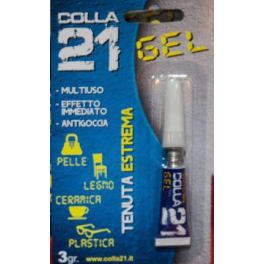 COLLA
21
GEL
- MULTIUSO
- EFFETTO
IMMEDIATO
- ANTIGOCCIA
PELLE
LEGNO
CERAMICA
PLASTICA
TENUTA ESTREMA
3gr.
www.colla21.it
COLLA
21
GEL